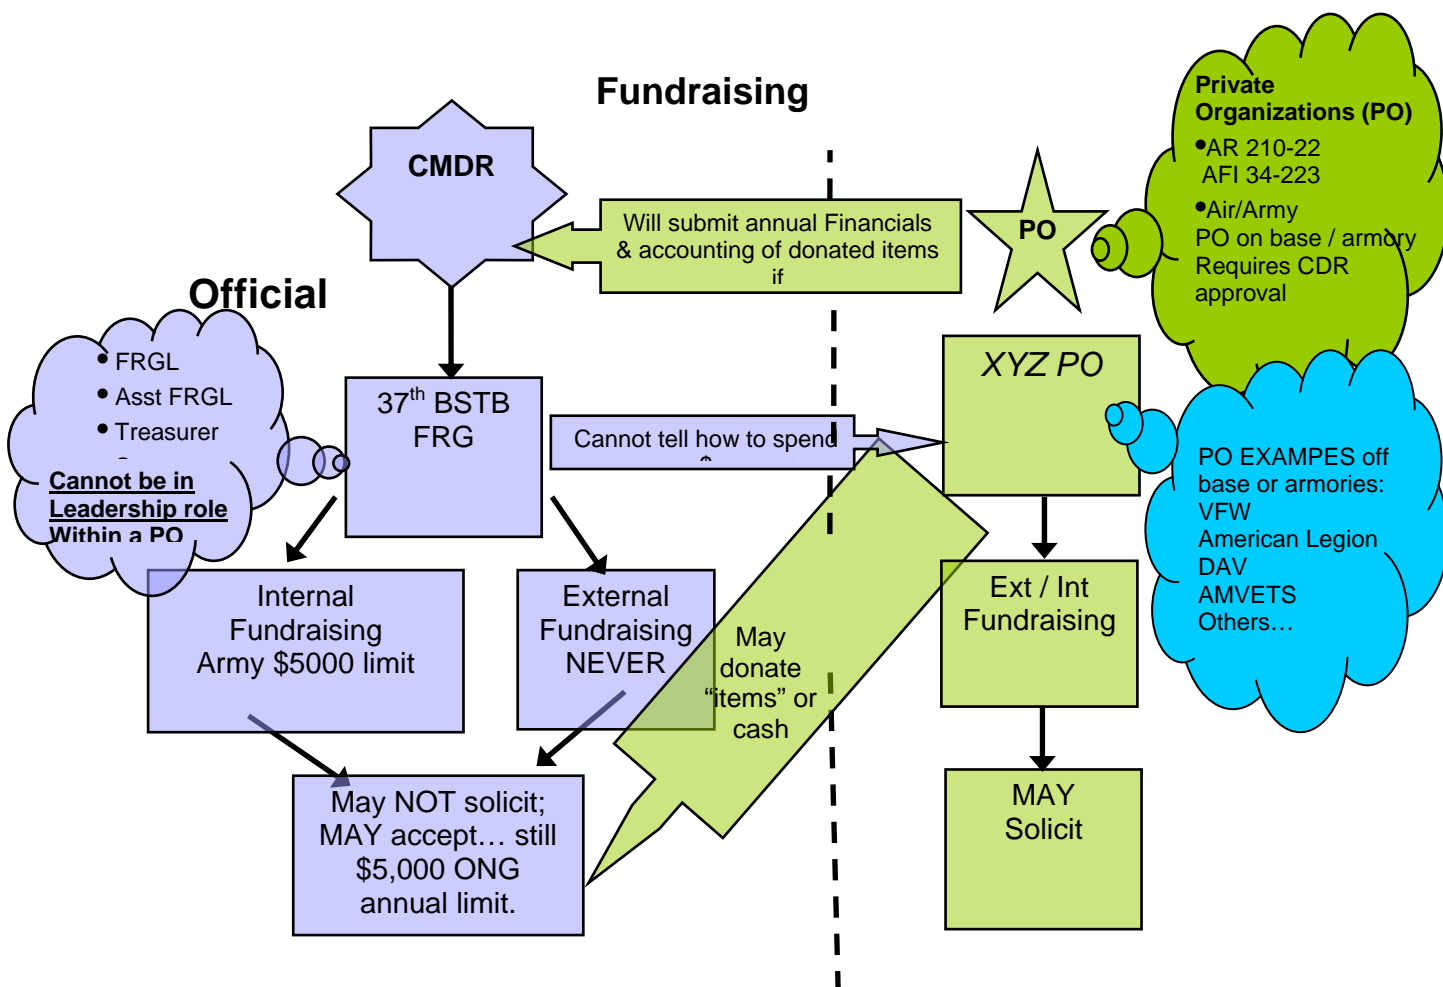 Fundraising
CMDR
Will submit annual Financials
& accounting of donated items
if
PO
Private
Organizations (PO)
•AR 210-22
AFI 34-223
•Air/Army
PO on base / armory
Requires CDR
approval
Official
• FRGL
• Asst FRGL
• Treasurer
Cannot be in
Leadership role
Within a PO
37th BSTB
FRG
Cannot tell how to spend
$
XYZ PO
PO EXAMPES off
base or armories:
VFW
American Legion
DAV
AMVETS
Others…
Internal
Fundraising
Army $5000 limit
External
Fundraising
NEVER
May
donate
“items” or
cash
Ext / Int
Fundraising
May NOT solicit;
MAY accept… still
$5,000 ONG
annual limit.
MAY
Solicit